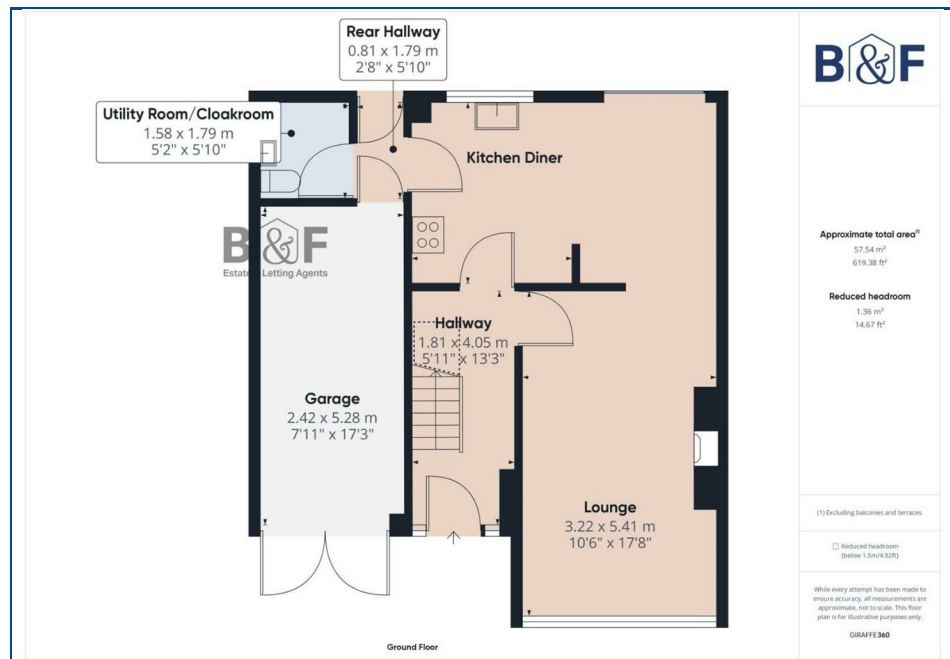 Rear Hallway
0.81 x 1.79 m
2'8" x 5'10"
Utility Room/Cloakroom
1.58 x 1.79 m
5'2" x 5'10"
Kitchen Diner
B&F
Estate Letting Agents
Hallway
1.81 x 4.05 m
5'11" x 13'3"
Garage
2.42 x 5.28 m
7'11" x 17'3"
Lounge
3.22 x 5.41 m
10'6" x 17'8"
Ground Floor
B&F
Approximate total area(1)
57.54 m²
619.38 ft²
Reduced headroom
1.36 m²
14.67 ft²
(1) Excluding balconies and terraces
Reduced headroom
(below 1.5m/4.92ft)
While every attempt has been made to
ensure accuracy, all measurements are
approximate, not to scale. This floor
plan is for illustrative purposes only.
GIRAFFE360